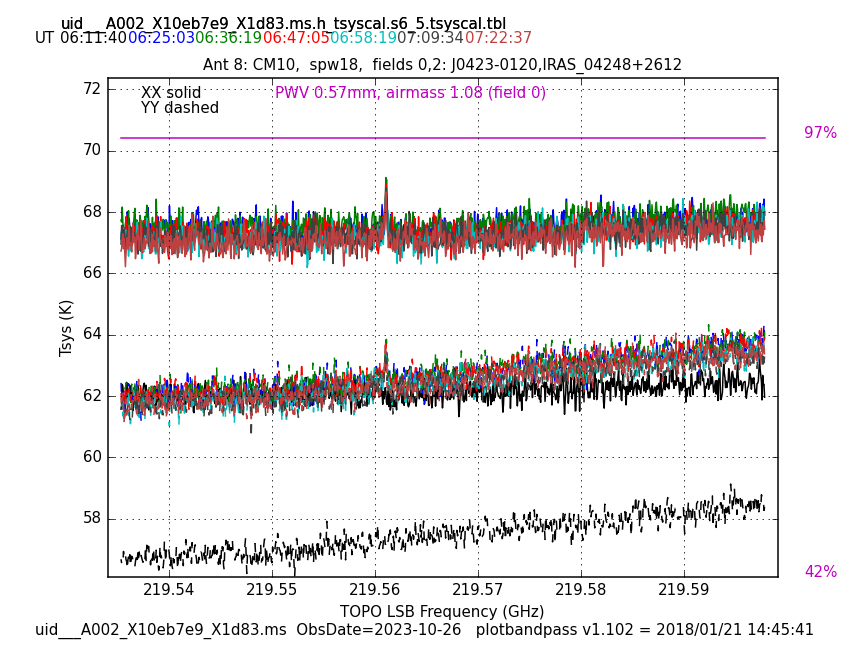 uid___A002_X10eb7e9_X1d83.ms.h_tsyscal.s6_5.tsyscal.tbl
UT 06:11:40 06:25:03 06:36:19 06:47:05 06:58:19 07:09:34 07:22:37
Ant 8: CM10,  spw18,  fields 0,2: J0423-0120,IRAS_04248+2612
XX solid
YY dashed
PWV 0.57mm, airmass 1.08 (field 0)
97%
42%
Tsys (K)
72
70
68
66
64
62
60
58
219.54 219.55 219.56 219.57 219.58 219.59
TOPO LSB Frequency (GHz)
uid___A002_X10eb7e9_X1d83.ms  ObsDate=2023-10-26   plotbandpass v1.102 = 2018/01/21 14:45:41